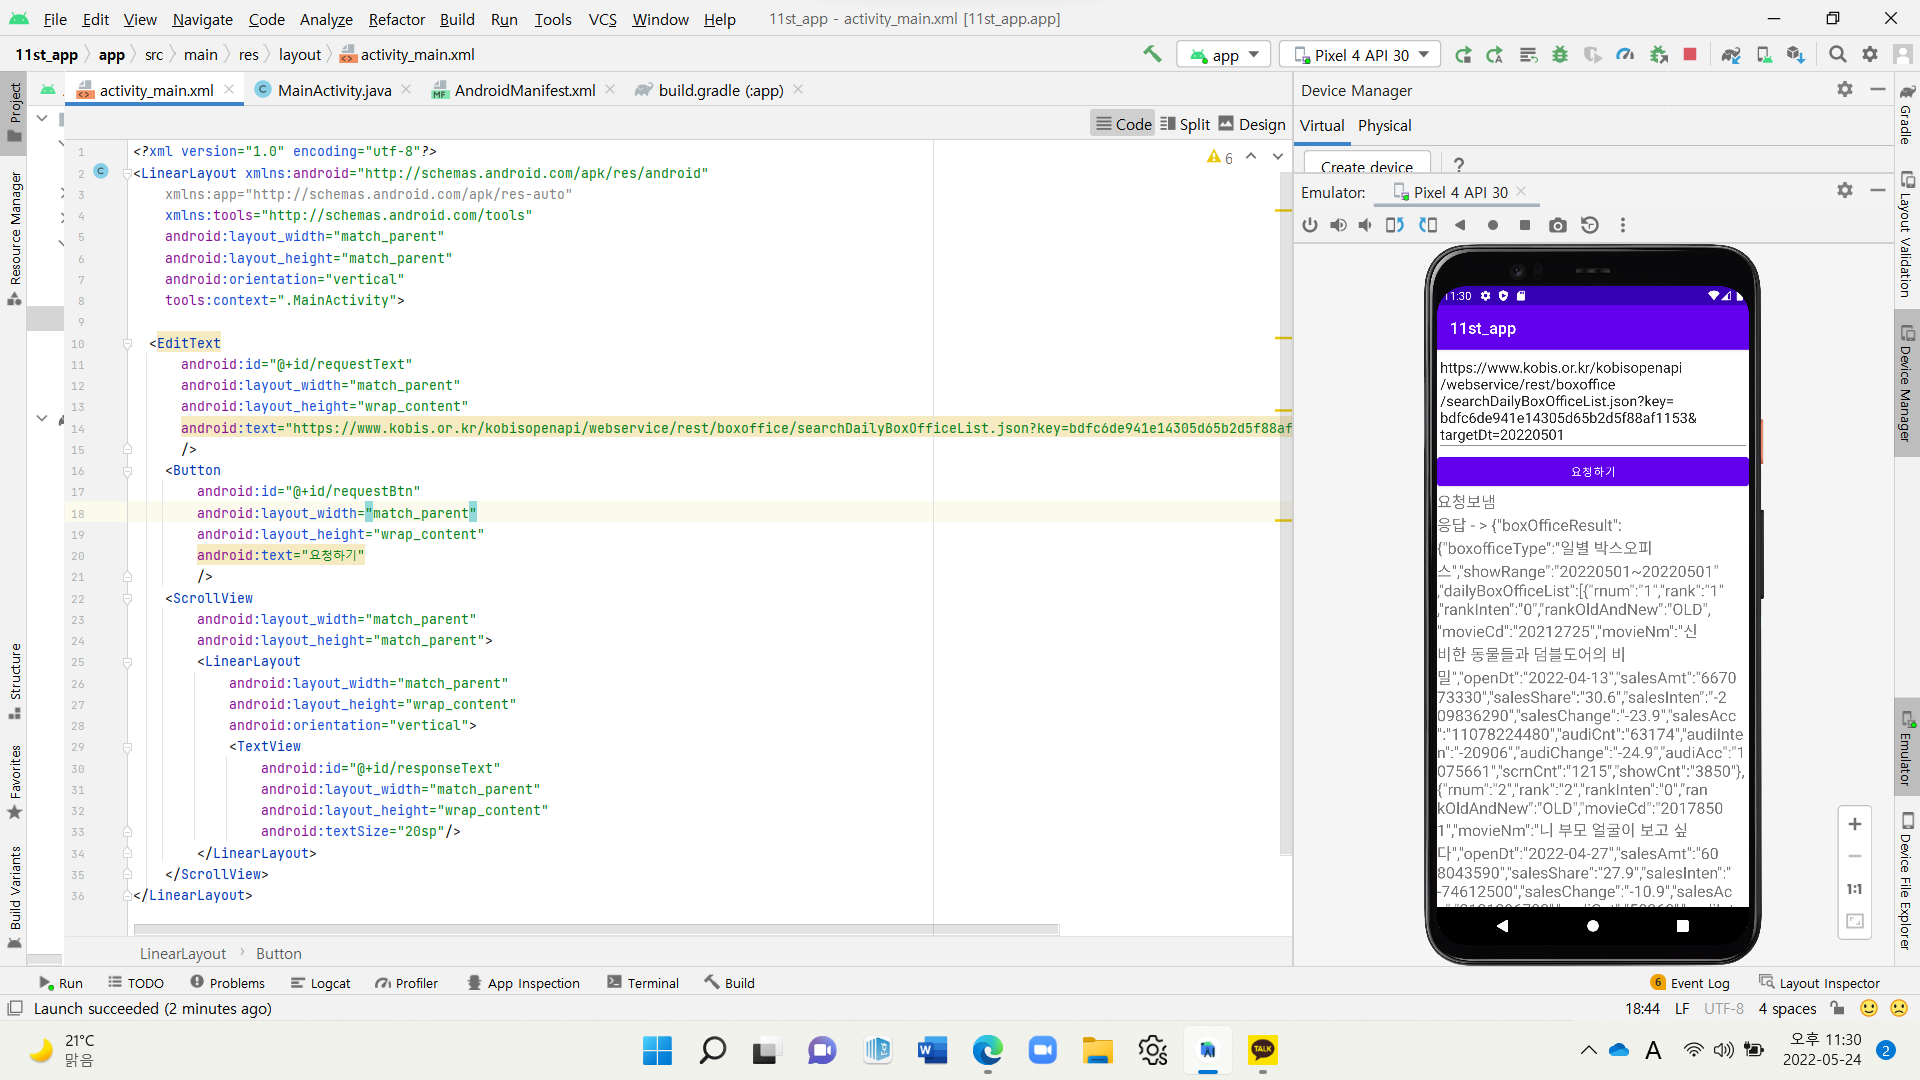 File Edit View Navigate Code Analyze Refactor Build Run Tools VCS Window Help 11st_app - activity_main.xml [11st_app.app]
11st_app app src main res layout activity_main.xml app Pixel 4 API 30
activity_main.xml MainActivity.java AndroidManifest.xml build.gradle (:app)
Code Split Design
Project
Resource Manager
Structure
Favorites
Build Variants
1 <?xml version="1.0" encoding="utf-8"?>
2 <LinearLayout xmlns:android="http://schemas.android.com/apk/res/android"
3 xmlns:app="http://schemas.android.com/apk/res-auto"
4 xmlns:tools="http://schemas.android.com/tools"
5 android:layout_width="match_parent"
6 android:layout_height="match_parent"
7 android:orientation="vertical"
8 tools:context=".MainActivity">
9
10 <EditText
11 android:id="@+id/requestText"
12 android:layout_width="match_parent"
13 android:layout_height="wrap_content"
14 android:text="https://www.kobis.or.kr/kobisopenapi/webservice/rest/boxoffice/searchDailyBoxOfficeList.json?key=bdfc6de941e14305d65b2d5f88af
15 />
16 <Button
17 android:id="@+id/requestBtn"
18 android:layout_width="match_parent"
19 android:layout_height="wrap_content"
20 android:text="요청하기"
21 />
22 <ScrollView
23 android:layout_width="match_parent"
24 android:layout_height="match_parent">
25 <LinearLayout
26 android:layout_width="match_parent"
27 android:layout_height="wrap_content"
28 android:orientation="vertical">
29 <TextView
30 android:id="@+id/responseText"
31 android:layout_width="match_parent"
32 android:layout_height="wrap_content"
33 android:textSize="20sp"/>
34 </LinearLayout>
35 </ScrollView>
36 </LinearLayout>
6
LinearLayout Button
Device Manager
Virtual Physical
Create device ?
Emulator: Pixel 4 API 30
11:30
11st_app
https://www.kobis.or.kr/kobisopenapi
/webservice/rest/boxoffice
/searchDailyBoxOfficeList.json?key=
bdfc6de941e14305d65b2d5f88af1153&
targetDt=20220501
요청하기
요청보냄
응답 - > {"boxOfficeResult":
{"boxofficeType":"일별 박스오피
스","showRange":"20220501~20220501"
,"dailyBoxOfficeList":[{"rnum":"1","rank":"1"
,"rankInten":"0","rankOldAndNew":"OLD",
"movieCd":"20212725","movieNm":"신
비한 동물들과 덤블도어의 비
밀","openDt":"2022-04-13","salesAmt":"6670
73330","salesShare":"30.6","salesInten":"-2
09836290","salesChange":"-23.9","salesAcc
":"11078224480","audiCnt":"63174","audiInte
n":"-20906","audiChange":"-24.9","audiAcc":"1
075661","scrnCnt":"1215","showCnt":"3850"},
{"rnum":"2","rank":"2","rankInten":"0","ran
kOldAndNew":"OLD","movieCd":"2017850
1","movieNm":"니 부모 얼굴이 보고 싶
다","openDt":"2022-04-27","salesAmt":"60
8043590","salesShare":"27.9","salesInten":"
-74612500","salesChange":"-10.9","salesAc
1:1
Gradle
Layout Validation
Device Manager
Emulator
Device File Explorer
Run TODO Problems Logcat Profiler App Inspection Terminal Build 6 Event Log Layout Inspector
Launch succeeded (2 minutes ago) 18:44 LF UTF-8 4 spaces
21°C
맑음
TALK
A
오후 11:30
2022-05-24
2